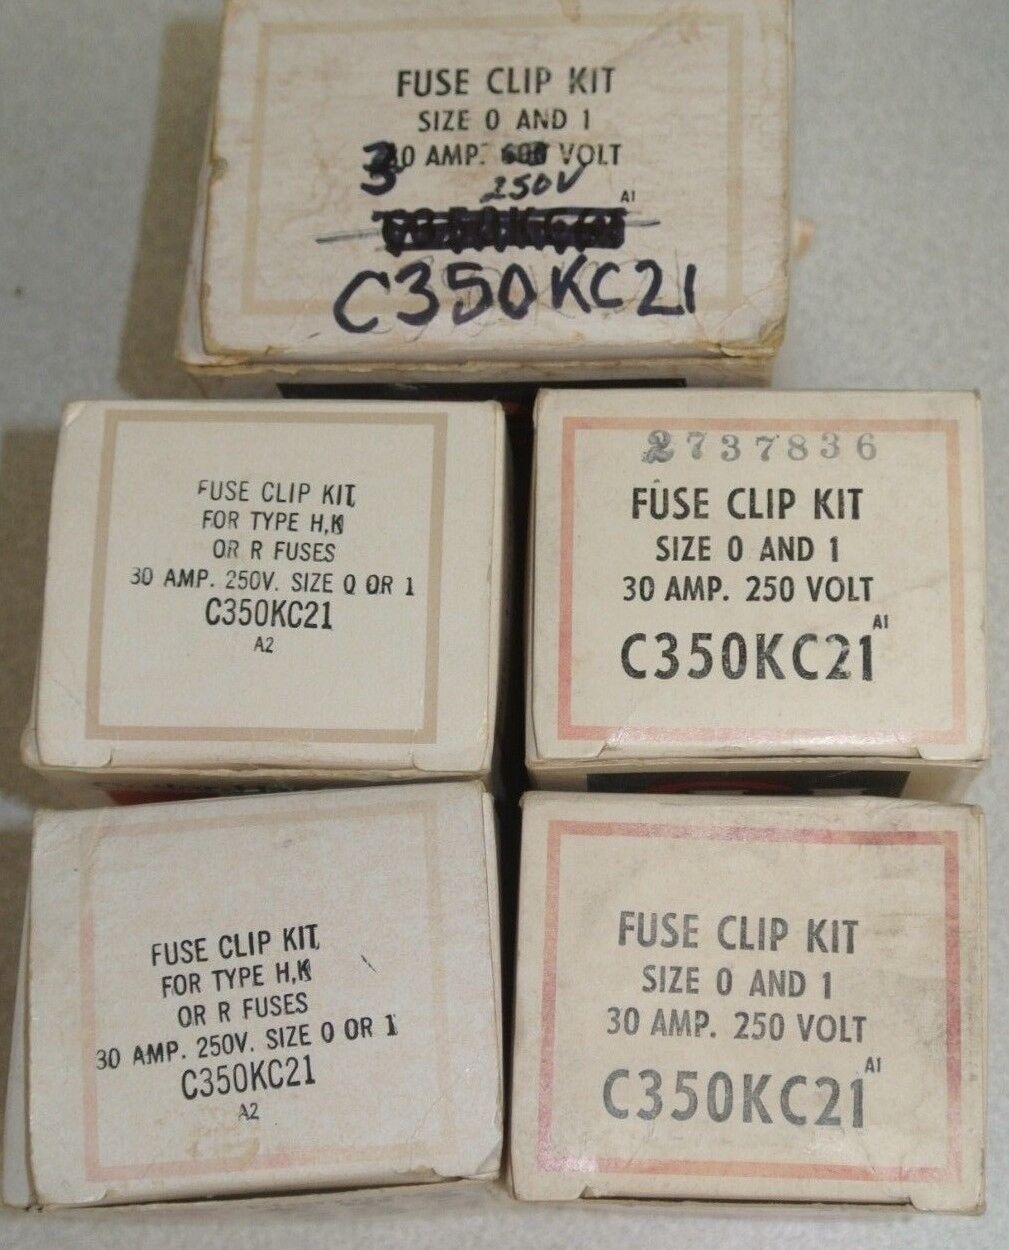 FUSE CLIP KIT
SIZE 0 AND 1
30 AMP. VOLT
250V
A1
C350KC21
FUSE CLIP KIT,
FOR TYPE H,K
OR R FUSES
30 AMP. 250V. SIZE 0 OR 1
C350KC21
A2
2737836
FUSE CLIP KIT
SIZE 0 AND 1
30 AMP. 250 VOLT
A1
C350KC21
FUSE CLIP KIT,
FOR TYPE H,K
OR R FUSES
30 AMP. 250V. SIZE 0 OR 1
C350KC21
A2
FUSE CLIP KIT
SIZE 0 AND 1
30 AMP. 250 VOLT
A1
C350KC21